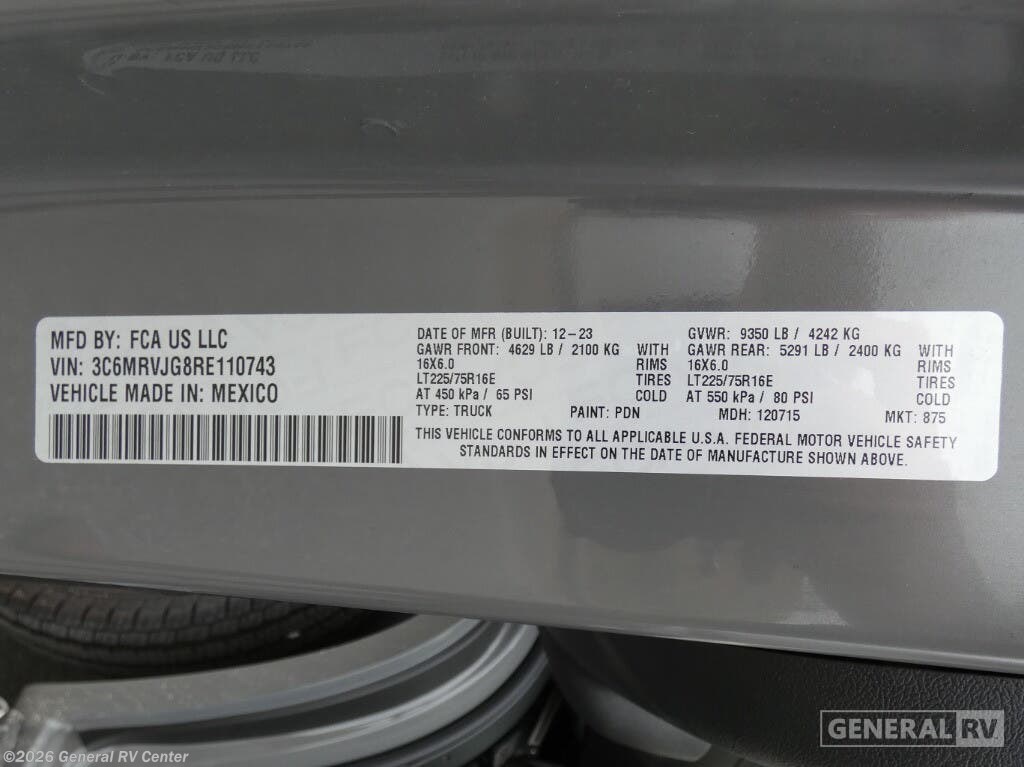 MFD BY: FCA US LLC
VIN: 3C6MRVJG8RE110743
VEHICLE MADE IN: MEXICO
DATE OF MFR (BUILT): 12-23 GVWR: 9350 LB / 4242 KG
GAWR FRONT: 4629 LB / 2100 KG WITH GAWR REAR: 5291 LB / 2400 KG WITH
16X6.0 RIMS 16X6.0 RIMS
LT225/75R16E TIRES LT225/75R16E TIRES
AT 450 kPa / 65 PSI COLD AT 550 kPa / 80 PSI COLD
TYPE: TRUCK PAINT: PDN MDH: 120715 MKT: 875
THIS VEHICLE CONFORMS TO ALL APPLICABLE U.S.A. FEDERAL MOTOR VEHICLE SAFETY
STANDARDS IN EFFECT ON THE DATE OF MANUFACTURE SHOWN ABOVE.
GENERAL RV
©2026 General RV Center